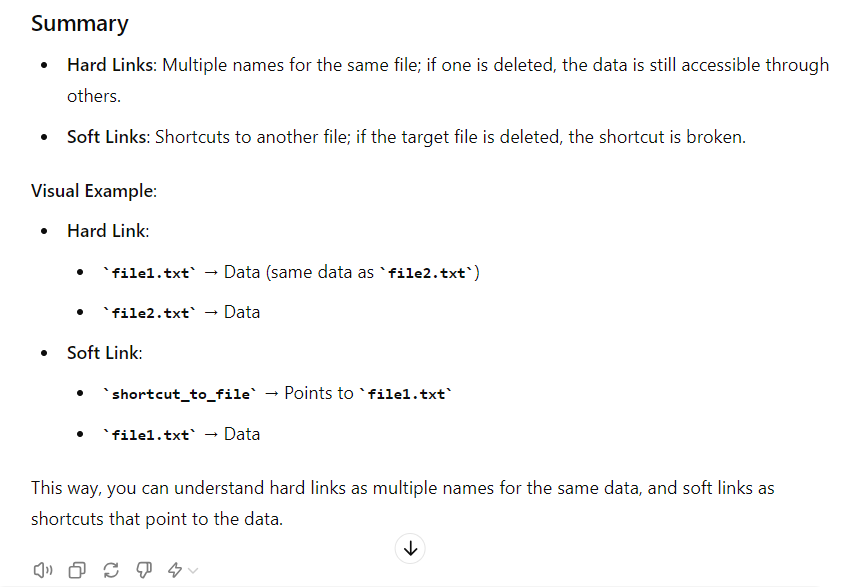 Summary
• Hard Links: Multiple names for the same file; if one is deleted, the data is still accessible through
others.
• Soft Links: Shortcuts to another file; if the target file is deleted, the shortcut is broken.
Visual Example:
• Hard Link:
• `file1.txt` → Data (same data as `file2.txt`)
• `file2.txt` → Data
• Soft Link:
• `shortcut_to_file` → Points to `file1.txt`
• `file1.txt` → Data
This way, you can understand hard links as multiple names for the same data, and soft links as
shortcuts that point to the data.